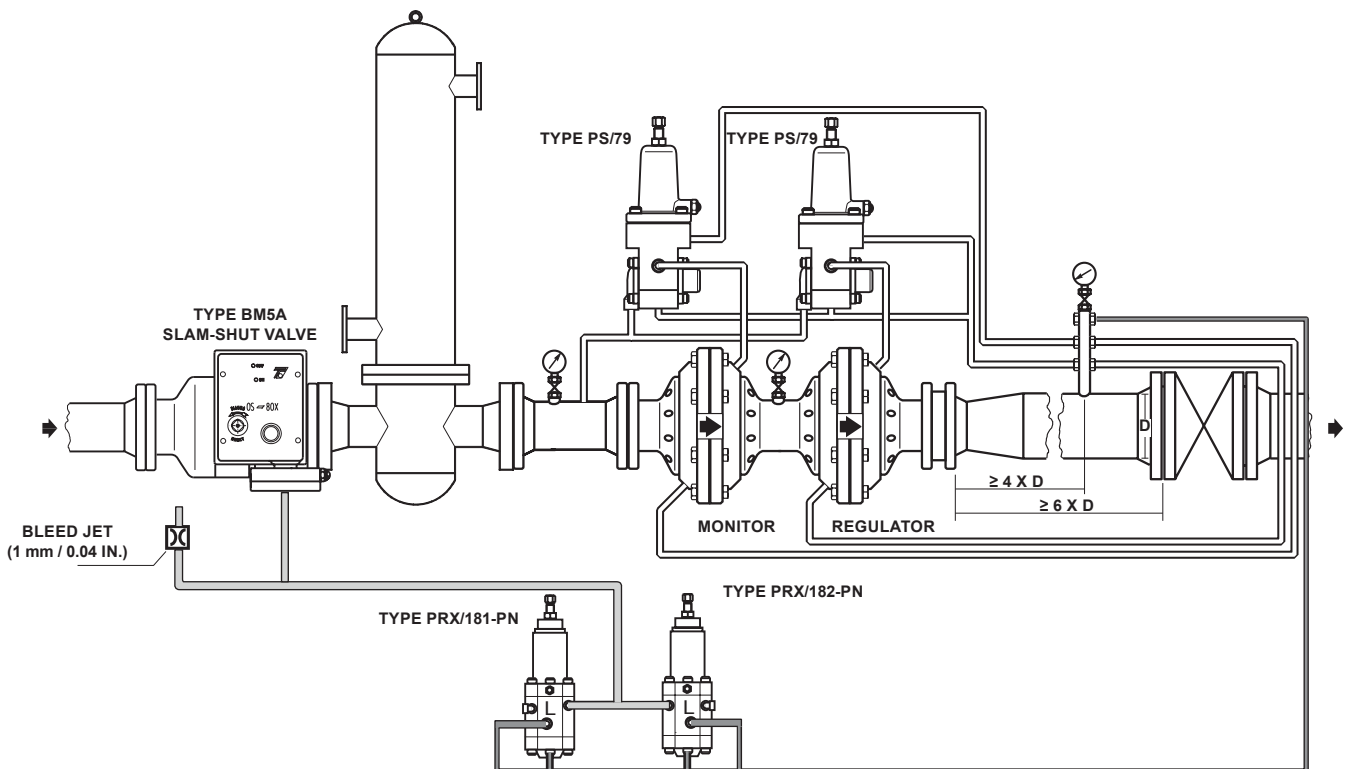 TYPE PS/79
TYPE PS/79
TYPE BM5A
SLAM-SHUT VALVE
D
≥ 4 X D
≥ 6 X D
MONITOR
REGULATOR
BLEED JET
(1 mm / 0.04 IN.)
TYPE PRX/181-PN
TYPE PRX/182-PN
L
L